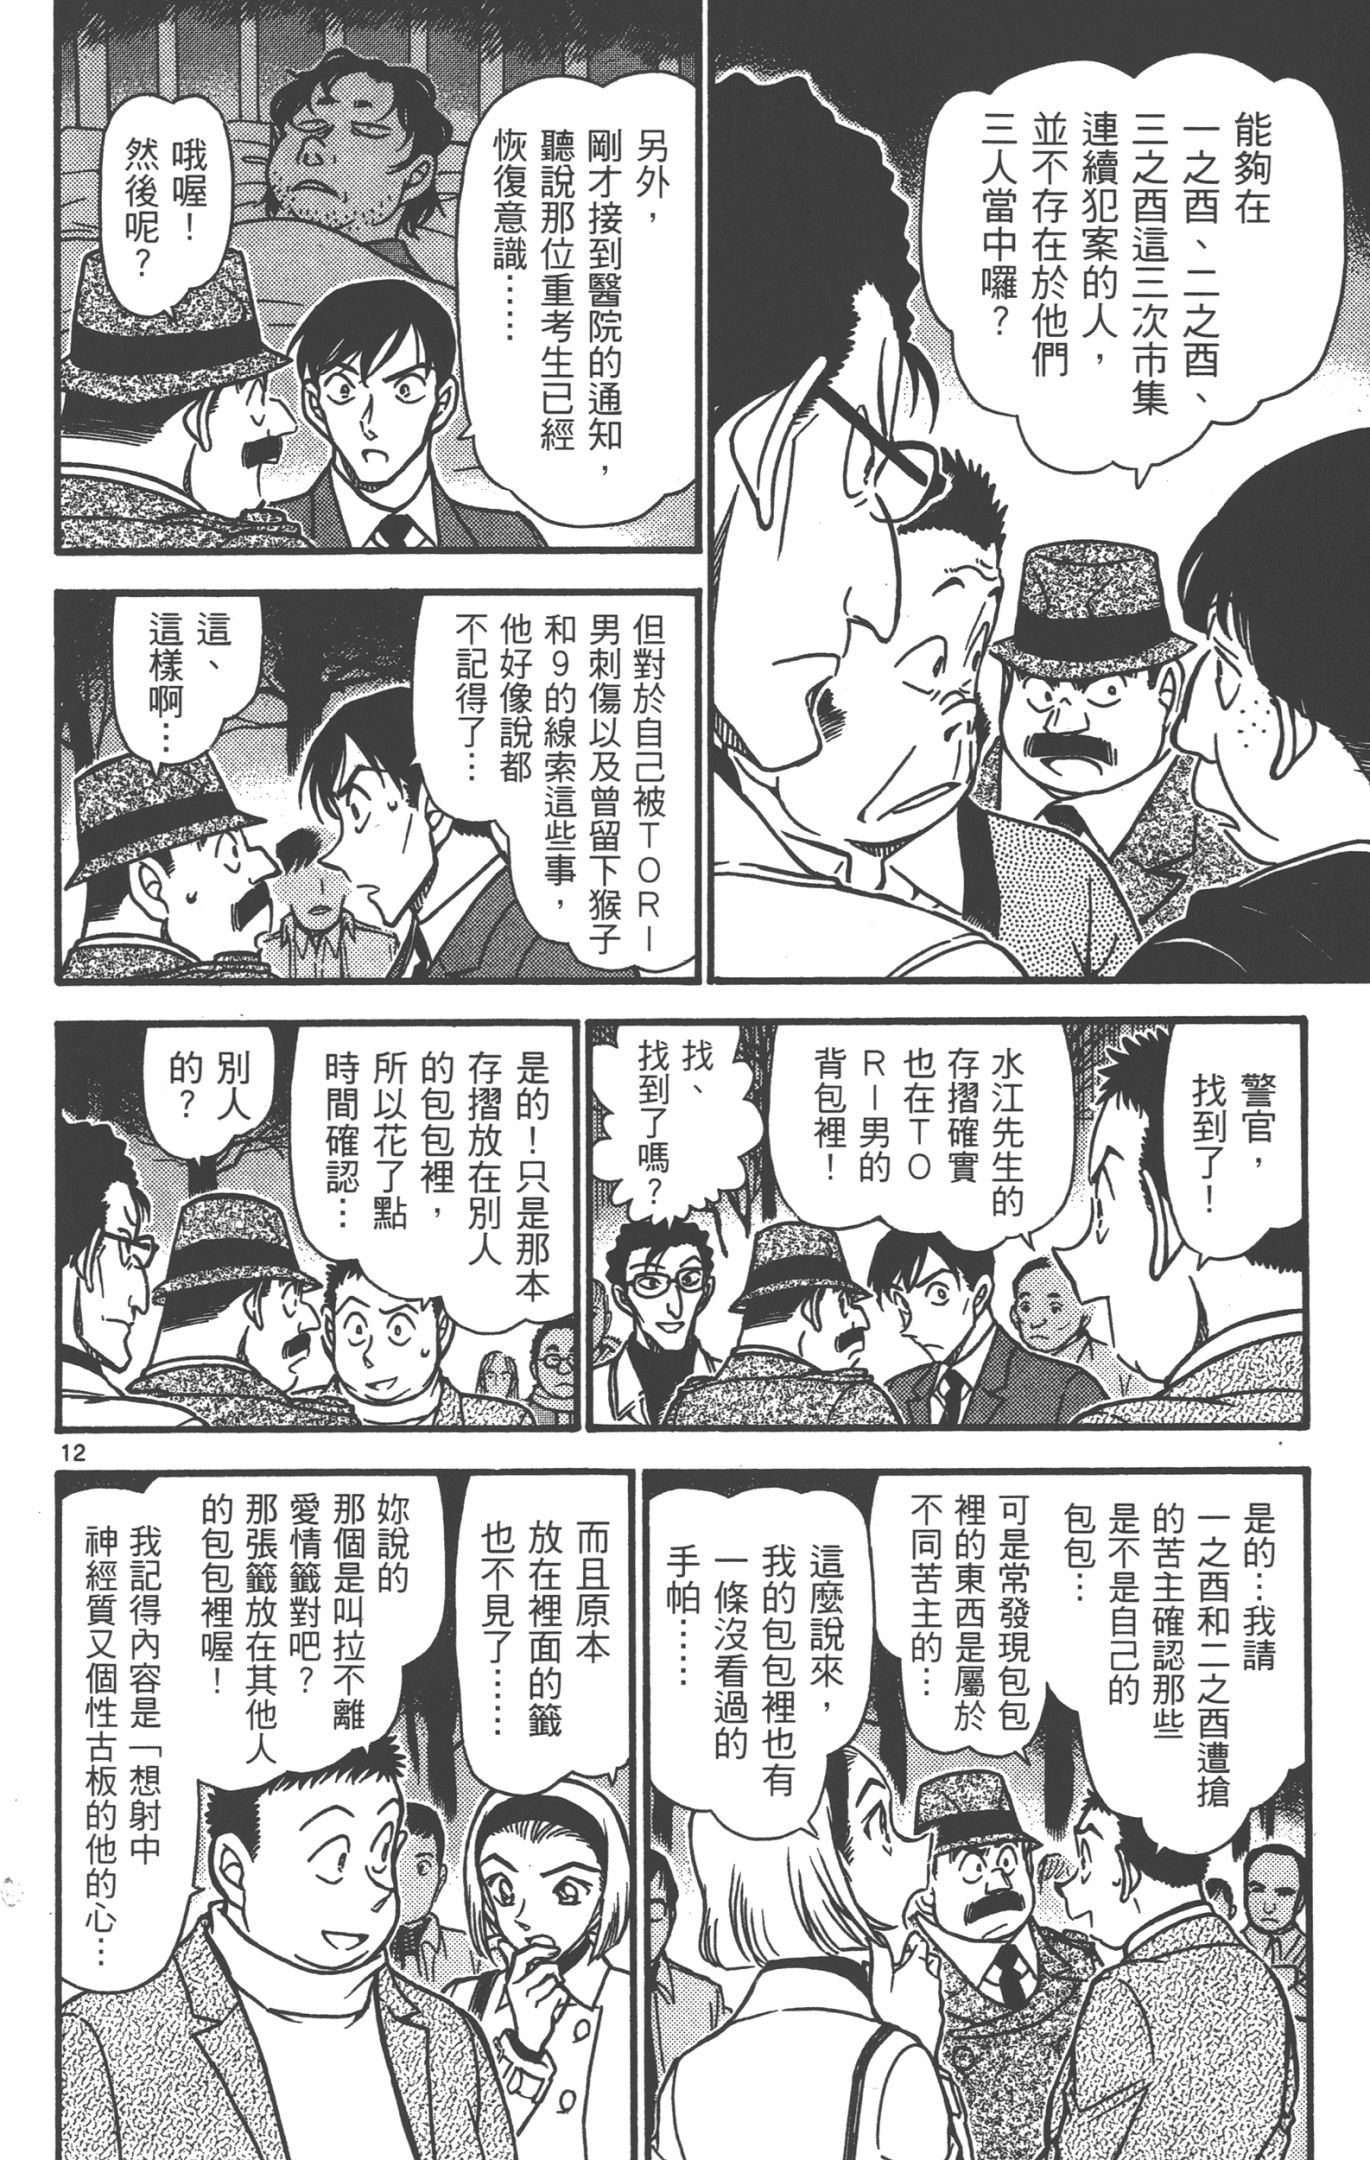 能夠在
一之酉、二之酉、
三之酉這三次市集
連續犯案的人，
並不存在於他們
三人當中囉？
另外，
剛才接到醫院的通知，
聽說那位重考生已經
恢復意識……
哦喔！
然後呢？
但對於自己被TORI
男刺傷以及曾留下猴子
和9的線索這些事，
他好像說都
不記得了…
這、
這樣啊…
警官，
找到了！
水江先生的
存摺確實
也在TO
RI男的
背包裡！
找、
找到了嗎？
是的！只是那本
存摺放在別人
的包包裡，
所以花了點
時間確認…
別人
的？
12
是的…我請
一之酉和二之酉遭搶
的苦主確認那些
是不是自己的
包包…
可是常發現包包
裡的東西是屬於
不同苦主的…
這麼說來，
我的包包裡也有
一條沒看過的
手帕……
而且原本
放在裡面的籤
也不見了……
妳說的
那個是叫拉不離
愛情籤對吧？
那張籤放在其他人
的包包裡喔！
我記得內容是「想射中
神經質又個性古板的他的心…